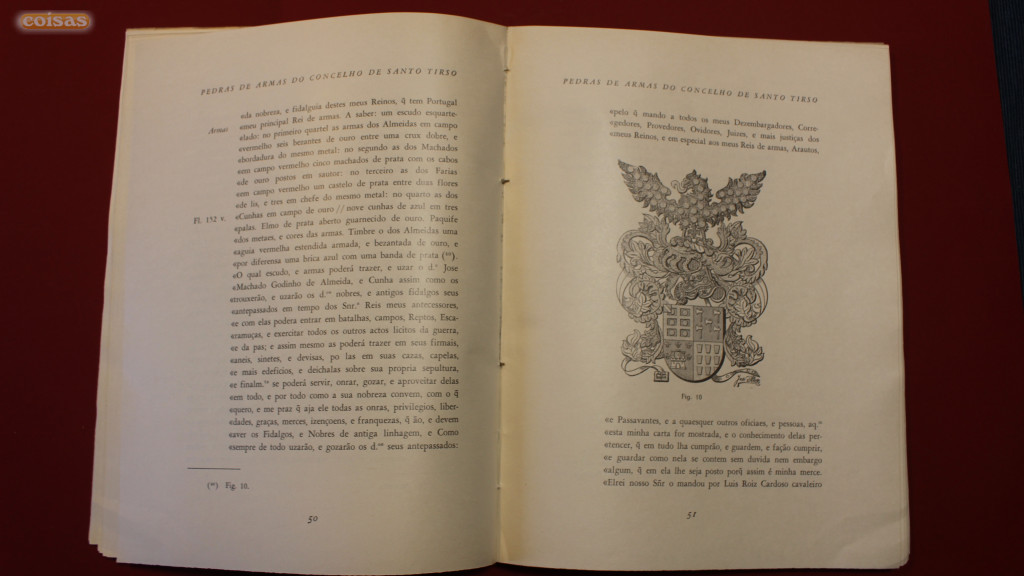 coisas
PEDRAS DE ARMAS DO CONCELHO DE SANTO TIRSO
Armas
«da nobreza, e fidalguia destes meus Reinos, q̃ tem Portugal
«meu principal Rei de armas. A saber: um escudo esquarte-
«lado: no primeiro quartel as armas dos Almeidas em campo
«vermelho seis bezantes de ouro entre uma crux dobre, e
«bordadura do mesmo metal: no segundo as dos Machados
«em campo vermelho cinco machados de prata com os cabos
«de ouro postos em sautor: no terceiro as dos Farias
«em campo vermelho um castelo de prata entre duas flores
«de lis, e tres em chefe do mesmo metal: no quarto as dos
Fl. 152 v.
«Cunhas em campo de ouro // nove cunhas de azul em tres
«palas. Elmo de prata aberto guarnecido de ouro. Paquife
«dos metaes, e cores das armas. Timbre o dos Almeidas uma
«aguia vermelha estendida armada, e bezantada de ouro, e
«por diferensa uma brica azul com uma banda de prata
«O qual escudo, e armas poderá trazer, e uzar o d.º Jose
«Machado Godinho de Almeida, e Cunha assim como os
«trouxerão, e uzarão os d.ᵒˢ nobres, e antigos fidalgos seus
«antepassados em tempo dos Snr.ˢ Reis meus antecessores,
«e com elas poderá entrar em batalhas, campos, Reptos, Esca-
«ramuças, e exercitar todos os outros actos licitos da guerra,
«e da paz; e assim mesmo as poderá trazer em seus firmais,
«aneis, sinetes, e devisas, po las em suas cazas, capelas,
«e mais edeficios, e deichalas sobre sua propria sepultura,
«e finalm.ᵗᵉ se poderá servir, onrar, gozar, e aproveitar delas
«em todo, e por todo como a sua nobreza convem, com o q̃
«quero, e me praz q̃ aja ele todas as onras, privilegios, liber-
«dades, graças, merces, izençoens, e franquezas, q̃ ão, e devem
«aver os Fidalgos, e Nobres de antiga linhagem, e Como
«sempre de todo uzarão, e gozarão os d.ᵒˢ seus antepassados:
Fig. 10.
50
PEDRAS DE ARMAS DO CONCELHO DE SANTO TIRSO
«pelo q̃ mando a todos os meus Desembargadores, Corre-
«gedores, Provedores, Ovidores, Juizes, e mais justiças dos
«meus Reinos, e em especial aos meus Reis de armas, Arautos,
Fig. 10
«e Passavantes, e a quaesquer outros oficiaes, e pessoas, aq.ᵐ
«esta minha carta for mostrada, e o conhecimento delas per-
«tencer, q̃ em tudo lha cumprão, e guardem, e fação cumprir,
«e guardar como nela se contem sem duvida nem embargo
«algum, q̃ em ela lhe seja posto porq̃ assim é minha merce.
«Elrei nosso Sñr o mandou por Luis Roiz Cardoso cavaleiro
51